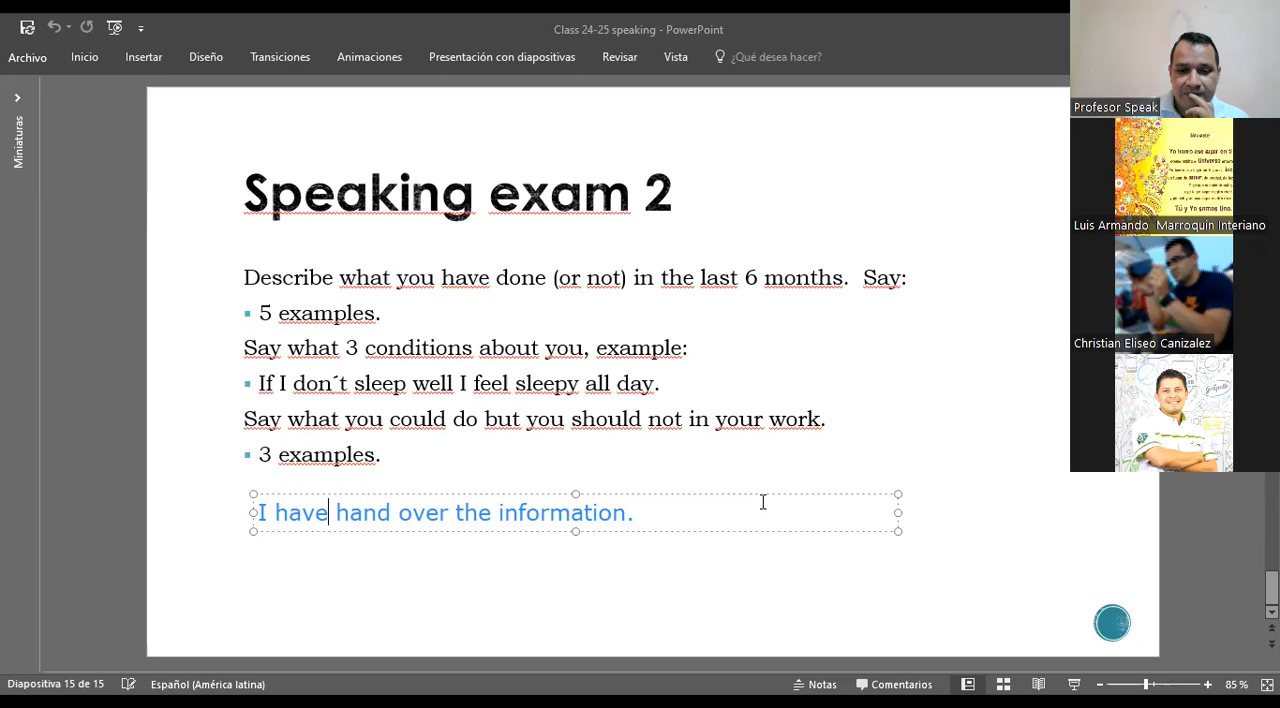 Class 24-25 speaking - PowerPoint
Archivo Inicio Insertar Diseño Transiciones Animaciones Presentación con diapositivas Revisar Vista ¿Qué desea hacer?
Miniaturas
Speaking exam 2
Describe what you have done (or not) in the last 6 months. Say:
▪ 5 examples.
Say what 3 conditions about you, example:
▪ If I don´t sleep well I feel sleepy all day.
Say what you could do but you should not in your work.
▪ 3 examples.
I have hand over the information.
Profesor Speak
Luis Armando Marroquin Interiano
Tú y Yo somos Uno.
Christian Eliseo Canizalez
Diapositiva 15 de 15 Español (América latina) Notas Comentarios 85 %